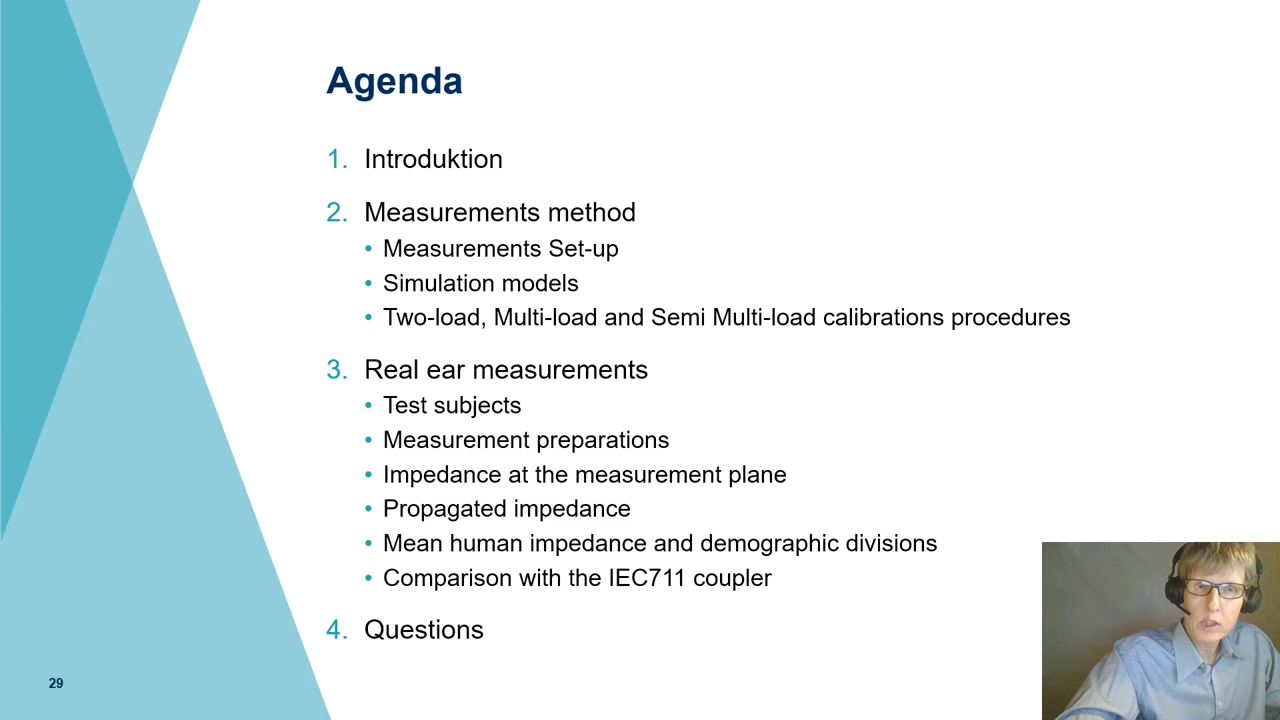 Agenda
1. Introduktion
2. Measurements method
• Measurements Set-up
• Simulation models
• Two-load, Multi-load and Semi Multi-load calibrations procedures
3. Real ear measurements
• Test subjects
• Measurement preparations
• Impedance at the measurement plane
• Propagated impedance
• Mean human impedance and demographic divisions
• Comparison with the IEC711 coupler
4. Questions
29